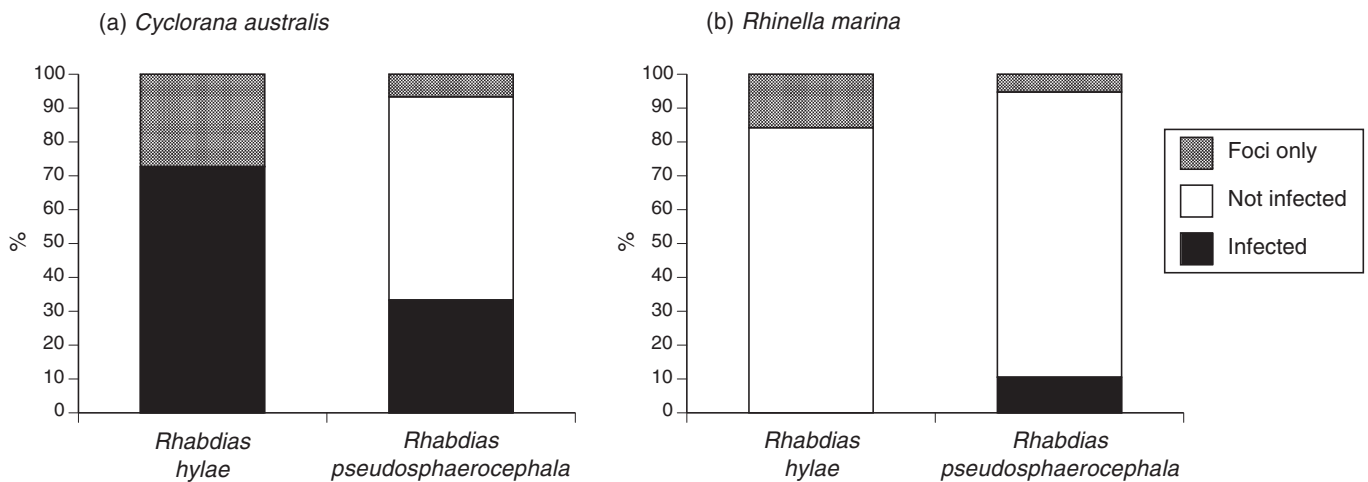 (a) Cyclorana australis
100
90
80
70
60
50
40
30
20
10
0
%
Rhabdias
hylae
Rhabdias
pseudosphaerocephala
(b) Rhinella marina
100
90
80
70
60
50
40
30
20
10
0
%
Rhabdias
hylae
Rhabdias
pseudosphaerocephala
Foci only
Not infected
Infected